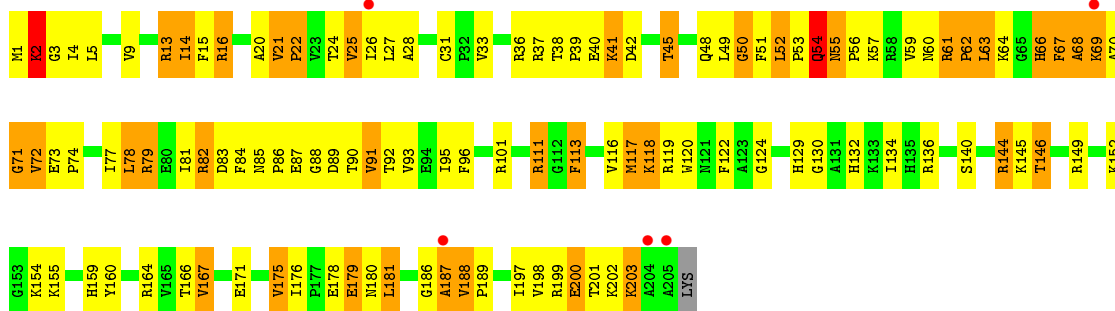 M1 K2 G3 I4 L5 V9 R13 I14 F15 R16 A20 V21 P22 V23 T24 V25 I26 L27 A28 C31 P32 V33 R36 R37 T38 P39 E40 K41 D42 T45 Q48 L49 G50 F51 L52 P53 Q54 N55 P56 K57 R58 V59 N60 R61 P62 L63 K64 G65 H66 F67 A68 K69 A70
G71 V72 E73 P74 I77 L78 R79 E80 I81 R82 D83 F84 N85 P86 E87 G88 D89 T90 V91 T92 V93 E94 I95 F96 R101 R111 G112 F113 V116 M117 K118 R119 W120 N121 F122 A123 G124 H129 G130 A131 H132 K133 I134 H135 R136 S140 R144 K145 T146 R149 K152
G153 K154 K155 H159 Y160 R164 V165 T166 V167 E171 V175 I176 P177 E178 E179 N180 L181 G186 A187 V188 P189 I197 V198 R199 E200 T201 K202 K203 A204 A205 LYS